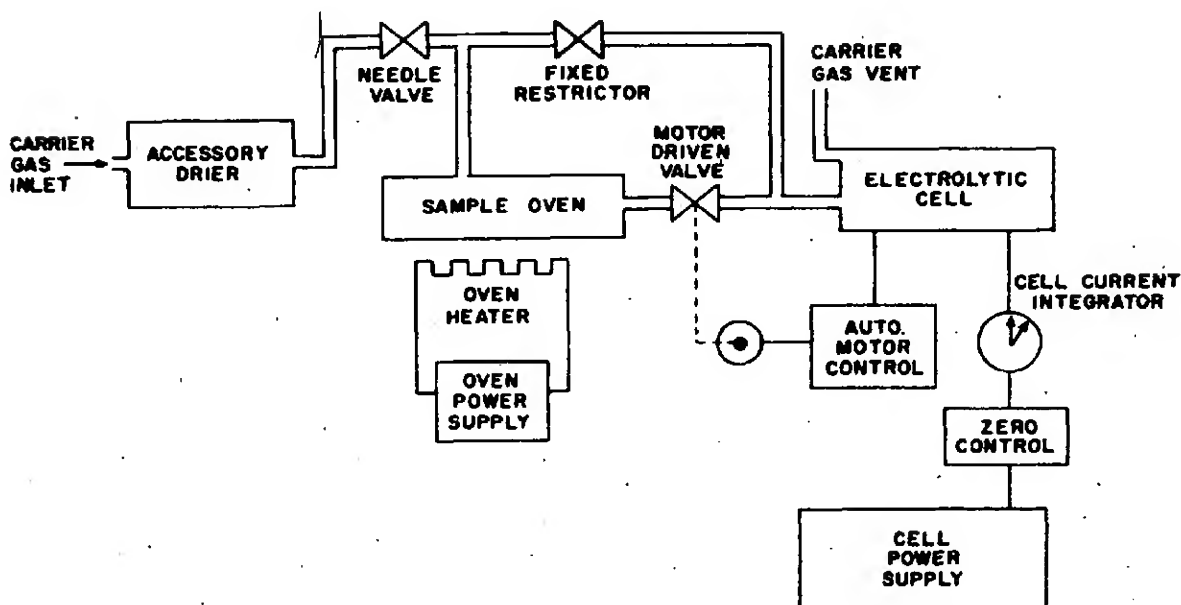 CARRIER
GAS
INLET
ACCESSORY
DRIER
NEEDLE
VALVE
FIXED
RESTRICTOR
CARRIER
GAS VENT
MOTOR
DRIVEN
VALVE
SAMPLE OVEN
ELECTROLYTIC
CELL
OVEN
HEATER
OVEN
POWER
SUPPLY
AUTO.
MOTOR
CONTROL
CELL CURRENT
INTEGRATOR
ZERO
CONTROL
CELL
POWER
SUPPLY